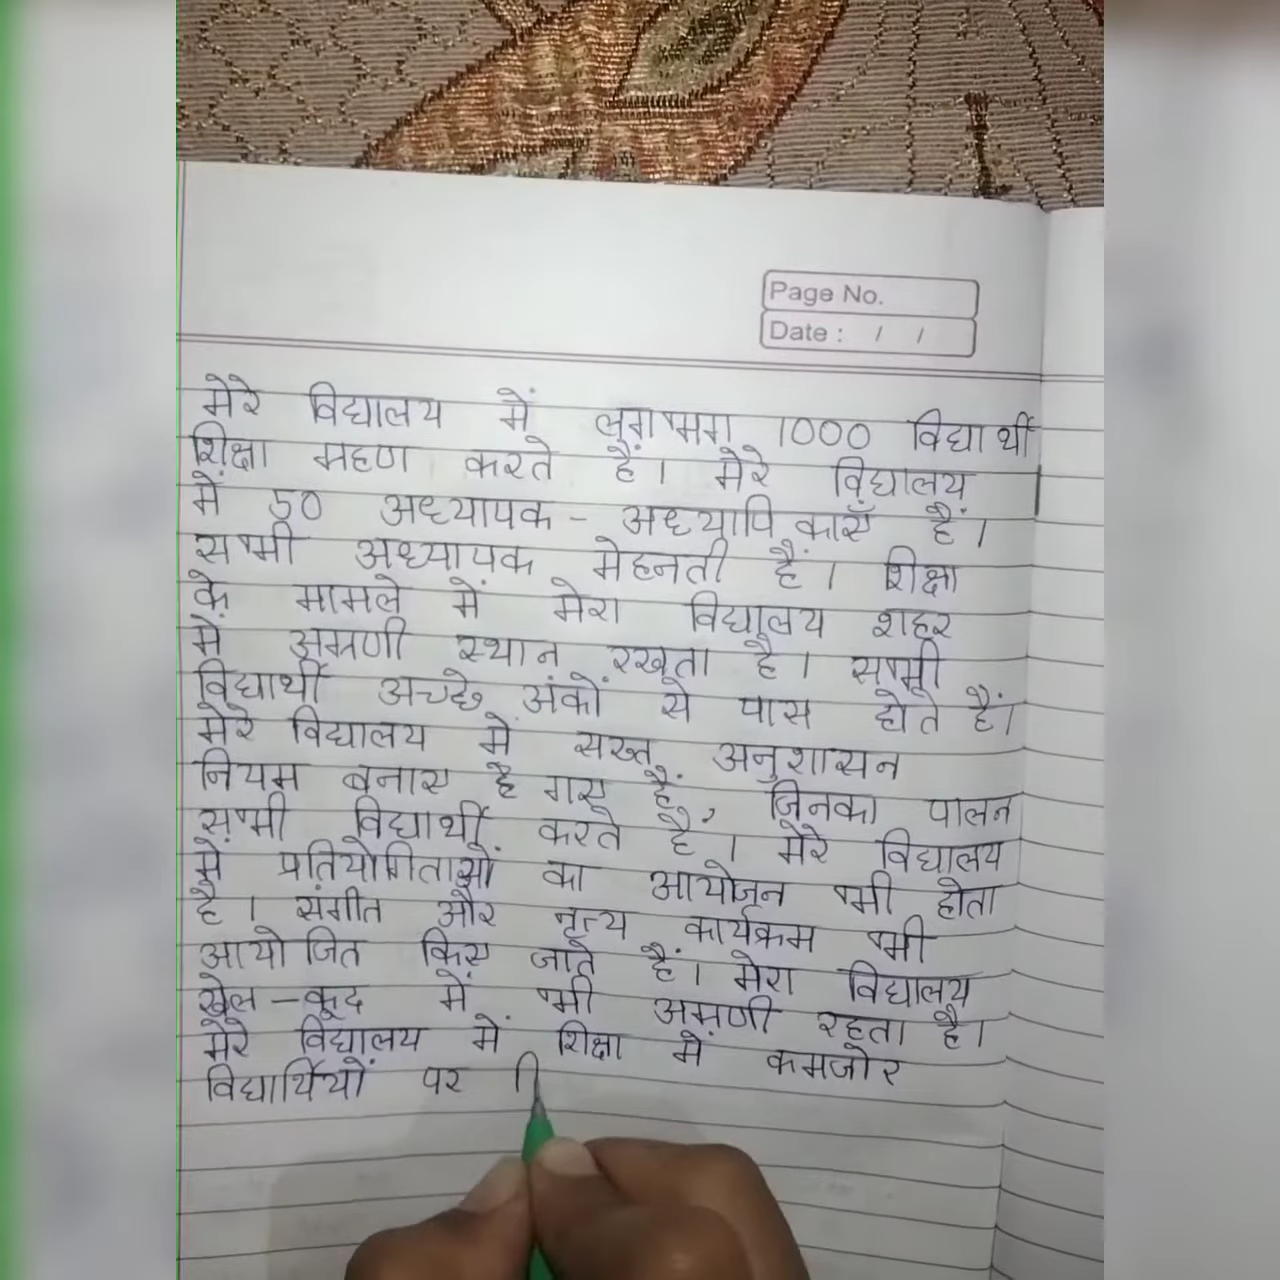 Page No.
Date : / /
मेरे विद्यालय में लगभग 1000 विद्यार्थी
शिक्षा ग्रहण करते हैं। मेरे विद्यालय
में 50 अध्यापक - अध्यापिकाएँ हैं।
सभी अध्यापक मेहनती हैं। शिक्षा
के मामले में मेरा विद्यालय शहर
में अग्रणी स्थान रखता है। सभी
विद्यार्थी अच्छे अंकों से पास होते हैं।
मेरे विद्यालय में सख्त अनुशासन
नियम बनाए है गए हैं, जिनका पालन
सभी विद्यार्थी करते हैं। मेरे विद्यालय
में प्रतियोगिताओं का आयोजन भी होता
है। संगीत और नृत्य कार्यक्रम भी
आयोजित किए जाते हैं। मेरा विद्यालय
खेल - कूद में भी अग्रणी रहता है।
मेरे विद्यालय में शिक्षा में कमजोर
विद्यार्थियों पर